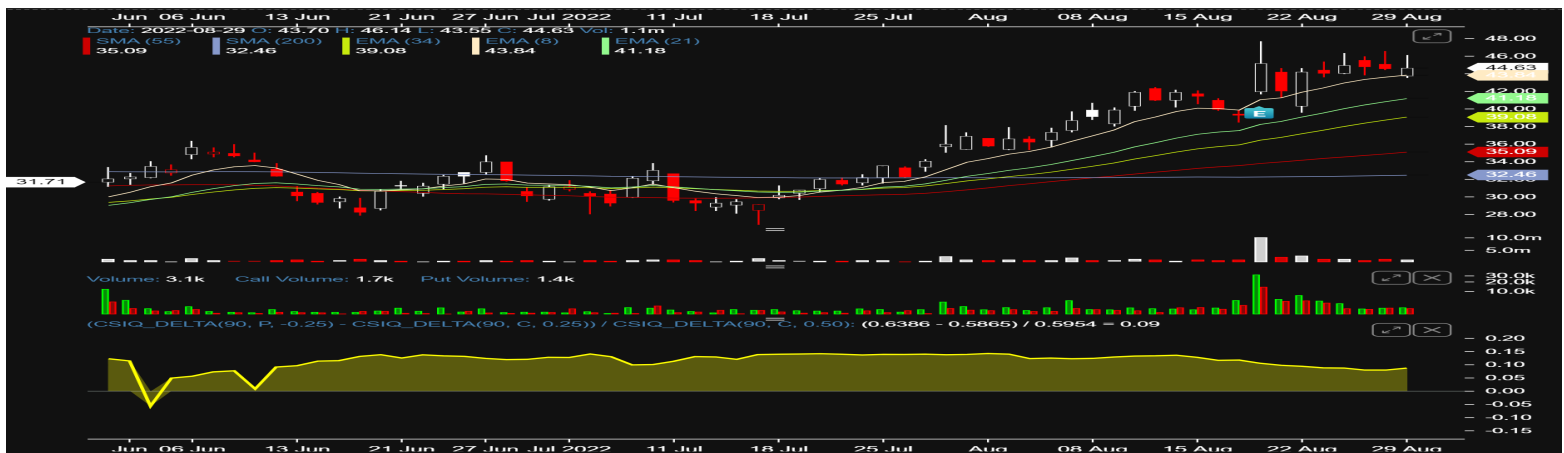 Jun 06 Jun 13 Jun 21 Jun 27 Jun Jul 2022 11 Jul 18 Jul 25 Jul Aug 08 Aug 15 Aug 22 Aug 29 Aug
Date: 2022-08-29 O: 43.70 H: 46.14 L: 43.55 C: 44.63 Vol: 1.1m
SMA (55) SMA (200) EMA (34) EMA (8) EMA (21)
35.09 32.46 39.08 43.84 41.18
48.00
46.00
44.63
43.84
42.00
41.18
40.00
E
39.08
38.00
36.00
35.09
34.00
31.71
32.46
32.00
30.00
28.00
10.0m
5.0m
Volume: 3.1k Call Volume: 1.7k Put Volume: 1.4k
30.0k
20.0k
10.0k
(CSIQ_DELTA(90, P, -0.25) - CSIQ_DELTA(90, C, 0.25)) / CSIQ_DELTA(90, C, 0.50): (0.6386 - 0.5865) / 0.5954 = 0.09
0.20
0.15
0.10
0.05
0.00
-0.05
-0.10
-0.15
Jun 06 Jun 13 Jun 21 Jun 27 Jun Jul 2022 11 Jul 18 Jul 25 Jul Aug 08 Aug 15 Aug 22 Aug 29 Aug